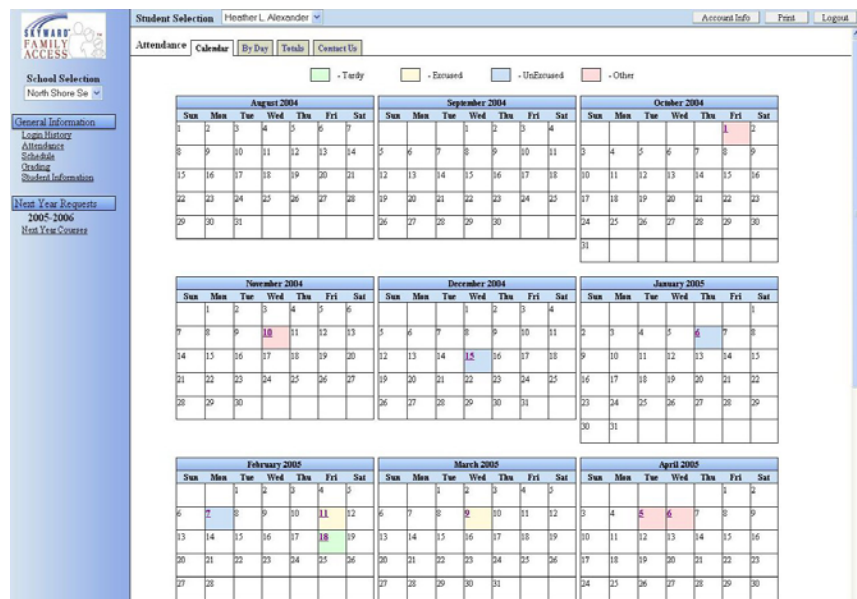 Student Selection Heather L. Alexander Account Info Print Logout
SKYWARD
FAMILY
ACCESS
Attendance Calendar By Day Totals Contact Us
- Tardy - Excused - UnExcused - Other
School Selection
North Shore Se
General Information
Login History
Attendance
Schedule
Grading
Student Information
Next Year Requests
2005-2006
Next Year Courses
August 2004
Sun Mon Tue Wed Thu Fri Sat
1 2 3 4 5 6 7
8 9 10 11 12 13 14
15 16 17 18 19 20 21
22 23 24 25 26 27 28
29 30 31
September 2004
Sun Mon Tue Wed Thu Fri Sat
1 2 3 4
5 6 7 8 9 10 11
12 13 14 15 16 17 18
19 20 21 22 23 24 25
26 27 28 29 30
October 2004
Sun Mon Tue Wed Thu Fri Sat
1 2
3 4 5 6 7 8 9
10 11 12 13 14 15 16
17 18 19 20 21 22 23
24 25 26 27 28 29 30
31
November 2004
Sun Mon Tue Wed Thu Fri Sat
1 2 3 4 5 6
7 8 9 10 11 12 13
14 15 16 17 18 19 20
21 22 23 24 25 26 27
28 29 30
December 2004
Sun Mon Tue Wed Thu Fri Sat
1 2 3 4
5 6 7 8 9 10 11
12 13 14 15 16 17 18
19 20 21 22 23 24 25
26 27 28 29 30 31
January 2005
Sun Mon Tue Wed Thu Fri Sat
1
2 3 4 5 6 7 8
9 10 11 12 13 14 15
16 17 18 19 20 21 22
23 24 25 26 27 28 29
30 31
February 2005
Sun Mon Tue Wed Thu Fri Sat
1 2 3 4 5
6 7 8 9 10 11 12
13 14 15 16 17 18 19
20 21 22 23 24 25 26
27 28
March 2005
Sun Mon Tue Wed Thu Fri Sat
1 2 3 4 5
6 7 8 9 10 11 12
13 14 15 16 17 18 19
20 21 22 23 24 25 26
27 28 29 30 31
April 2005
Sun Mon Tue Wed Thu Fri Sat
1 2
3 4 5 6 7 8 9
10 11 12 13 14 15 16
17 18 19 20 21 22 23
24 25 26 27 28 29 30